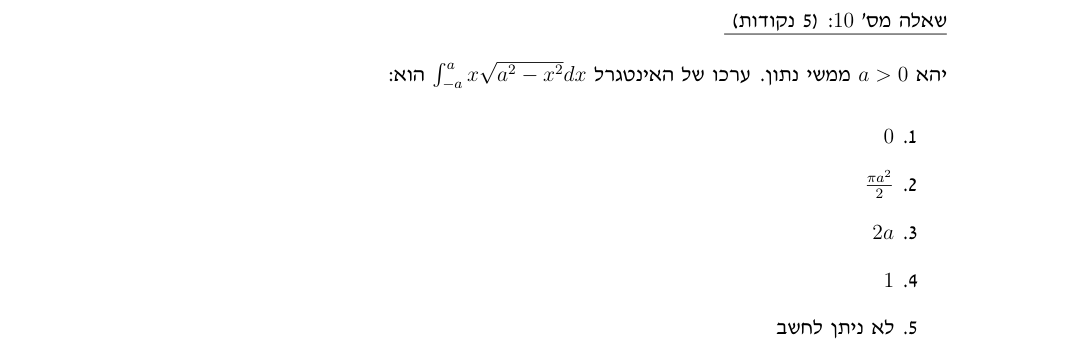 שאלה מס' 10: (5 נקודות)
יהא a > 0 ממשי נתון. ערכו של האינטגרל $\int_{-a}^{a} x\sqrt{a^2 - x^2}dx$ הוא:
1. 0
2. $\frac{\pi a^2}{2}$
3. 2a
4. 1
5. לא ניתן לחשב